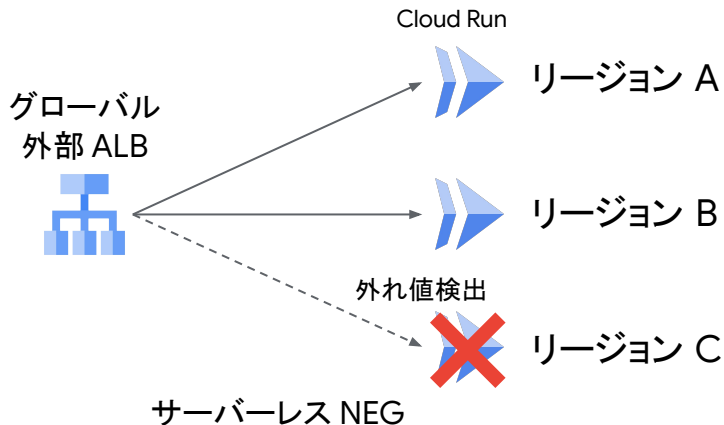 Cloud Run
リージョン A
グローバル
外部 ALB
リージョン B
外れ値検出
リージョン C
サーバーレス NEG